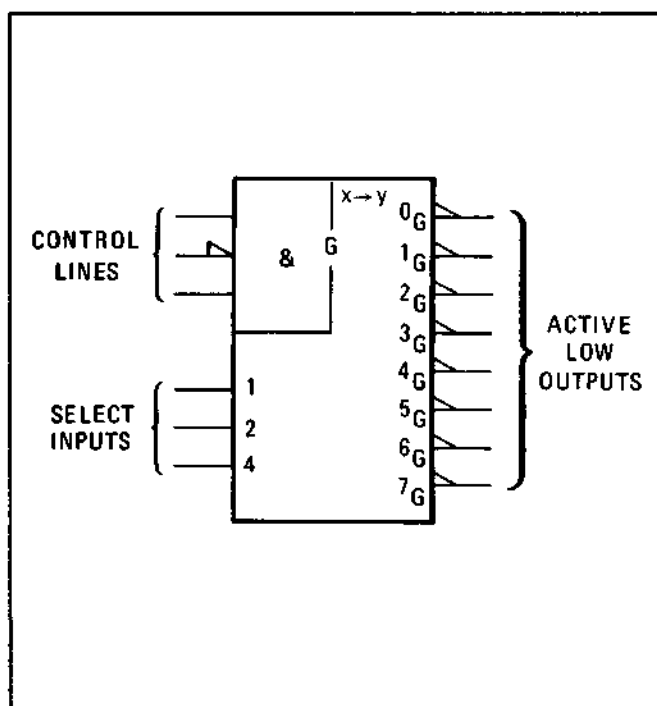 x→y
CONTROL
LINES
&
G
0G
1G
2G
3G
4G
5G
6G
7G
ACTIVE
LOW
OUTPUTS
SELECT
INPUTS
1
2
4